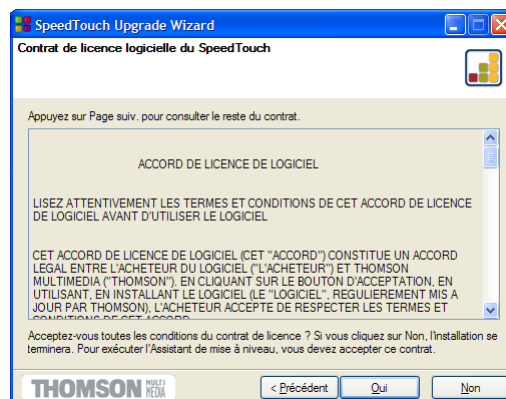 SpeedTouch Upgrade Wizard
Contrat de licence logicielle du SpeedTouch
Appuyez sur Page suiv. pour consulter le reste du contrat.
ACCORD DE LICENCE DE LOGICIEL
LISEZ ATTENTIVEMENT LES TERMES ET CONDITIONS DE CET ACCORD DE LICENCE
DE LOGICIEL AVANT D'UTILISER LE LOGICIEL
CET ACCORD DE LICENCE DE LOGICIEL (CET "ACCORD") CONSTITUE UN ACCORD
LEGAL ENTRE L'ACHETEUR DU LOGICIEL ("L'ACHETEUR") ET THOMSON
MULTIMEDIA ("THOMSON"). EN CLIQUANT SUR LE BOUTON D'ACCEPTATION, EN
UTILISANT, EN INSTALLANT LE LOGICIEL (LE "LOGICIEL", REGULIEREMENT MIS A
JOUR PAR THOMSON), L'ACHETEUR ACCEPTE DE RESPECTER LES TERMES ET
CONDITIONS DE CET ACCORD
Acceptez-vous toutes les conditions du contrat de licence ? Si vous cliquez sur Non, l'installation se
terminera. Pour exécuter l'Assistant de mise à niveau, vous devez accepter ce contrat.
THOMSON MULTI MEDIA
< Précédent Oui Non